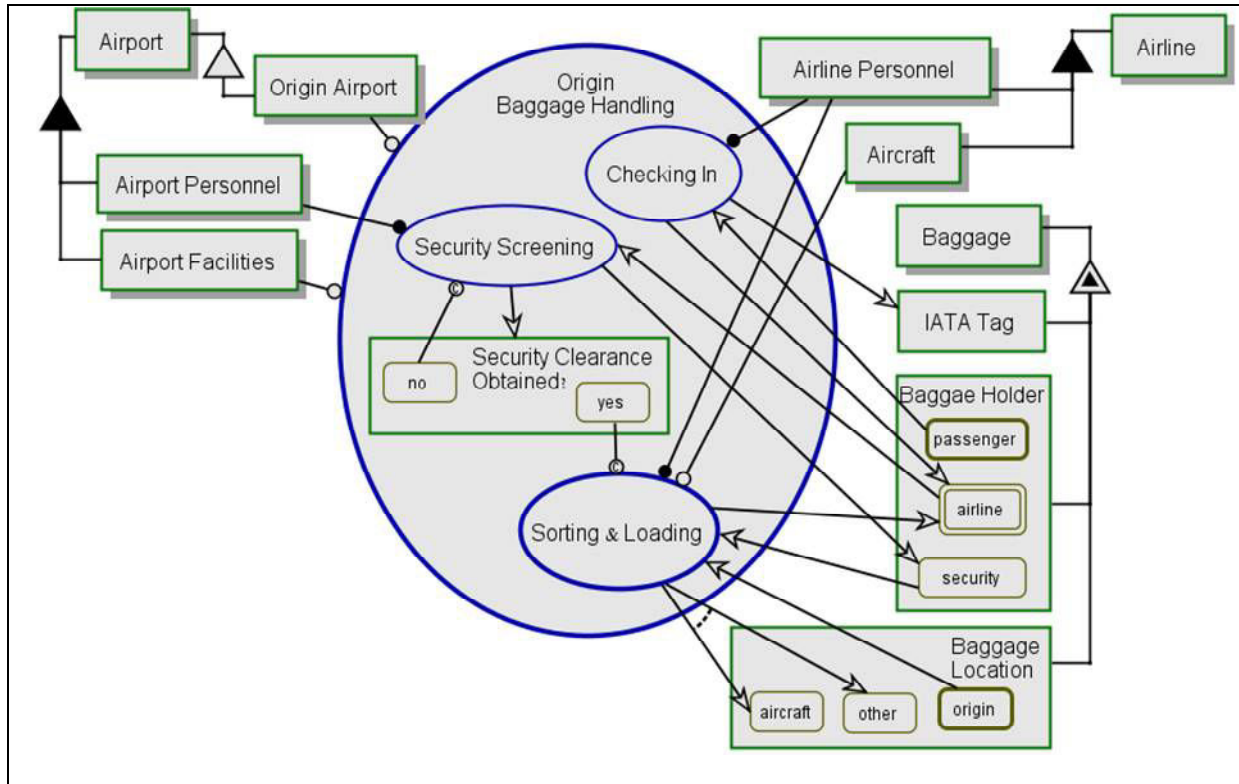 Airport
Origin Airport
Airport Personnel
Airport Facilities
Origin
Baggage Handling
Checking In
Security Screening
C
Security Clearance
Obtained?
no
yes
C
Sorting & Loading
Airline Personnel
Airline
Aircraft
Baggage
IATA Tag
Baggae Holder
passenger
airline
security
Baggage
Location
aircraft
other
origin